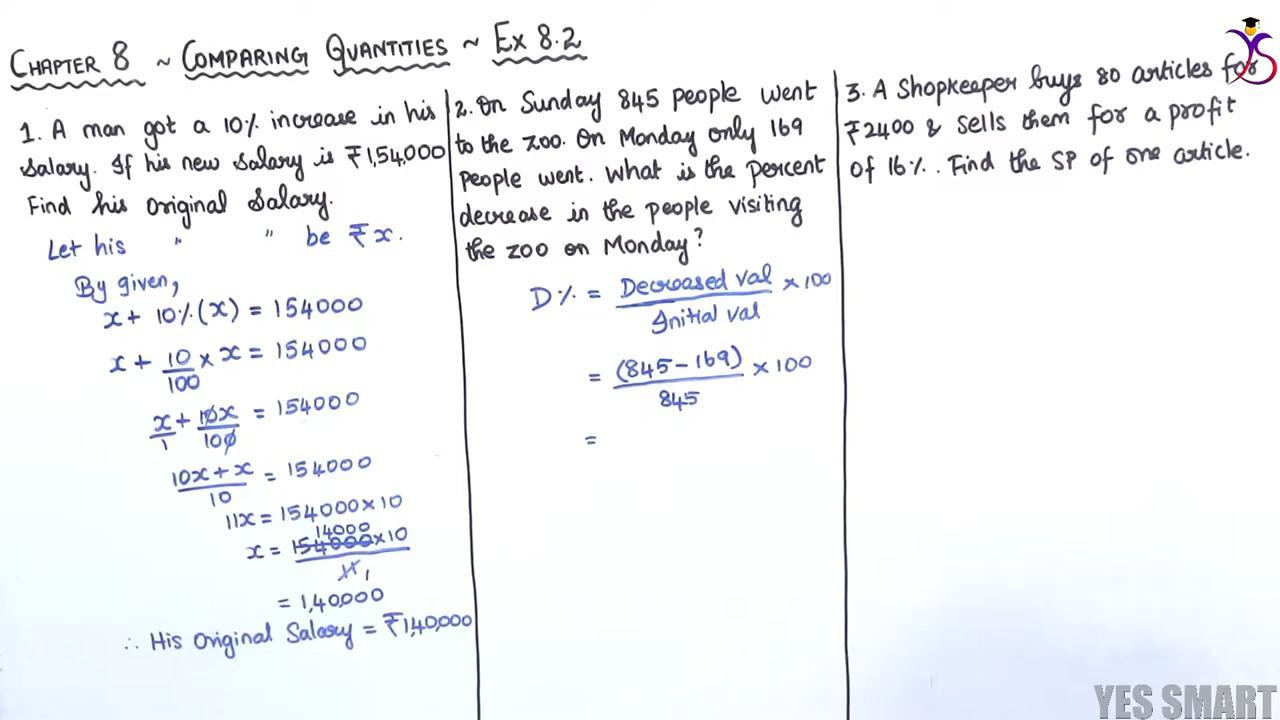 CHAPTER 8 ~ COMPARING QUANTITIES ~ Ex 8.2
1. A man got a 10% increase in his
salary. If his new salary is ₹1,54,000
Find his original salary.
Let his " " be ₹x.
By given,
x + 10% (x) = 154000
x + 10/100 × x = 154000
x/1 + 10x/100 = 154000
10x + x/10 = 154000
11x = 154000 × 10
14000
x = 154000 × 10/11 1
= 1,40,000
∴ His Original Salary = ₹1,40,000
2. On Sunday 845 people went
to the zoo. On Monday only 169
people went. What is the percent
decrease in the people visiting
the zoo on Monday?
D% = Decreased val/Initial val × 100
= (845 - 169)/845 × 100
=
3. A Shopkeeper buys 80 articles for
₹2400 & sells them for a profit
of 16%. Find the SP of one article.
YES SMART